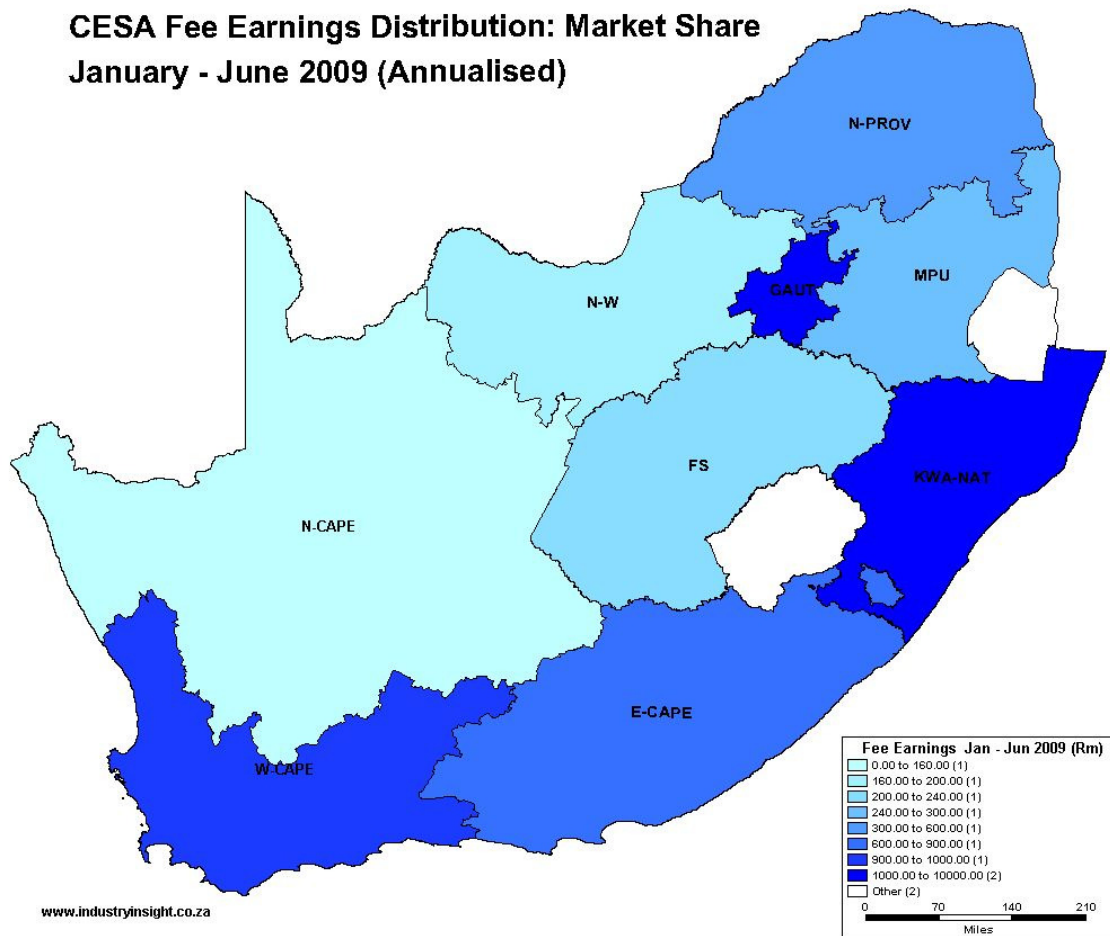 CESA Fee Earnings Distribution: Market Share
January - June 2009 (Annualised)
N-PROV
MPU
GAUT
N-W
FS
KWA-NAT
N-CAPE
E-CAPE
W-CAPE
Fee Earnings Jan - Jun 2009 (Rm)
0.00 to 160.00 (1)
160.00 to 200.00 (1)
200.00 to 240.00 (1)
240.00 to 300.00 (1)
300.00 to 600.00 (1)
600.00 to 900.00 (1)
900.00 to 1000.00 (1)
1000.00 to 10000.00 (2)
Other (2)
0 70 140 210
Miles
www.industryinsight.co.za